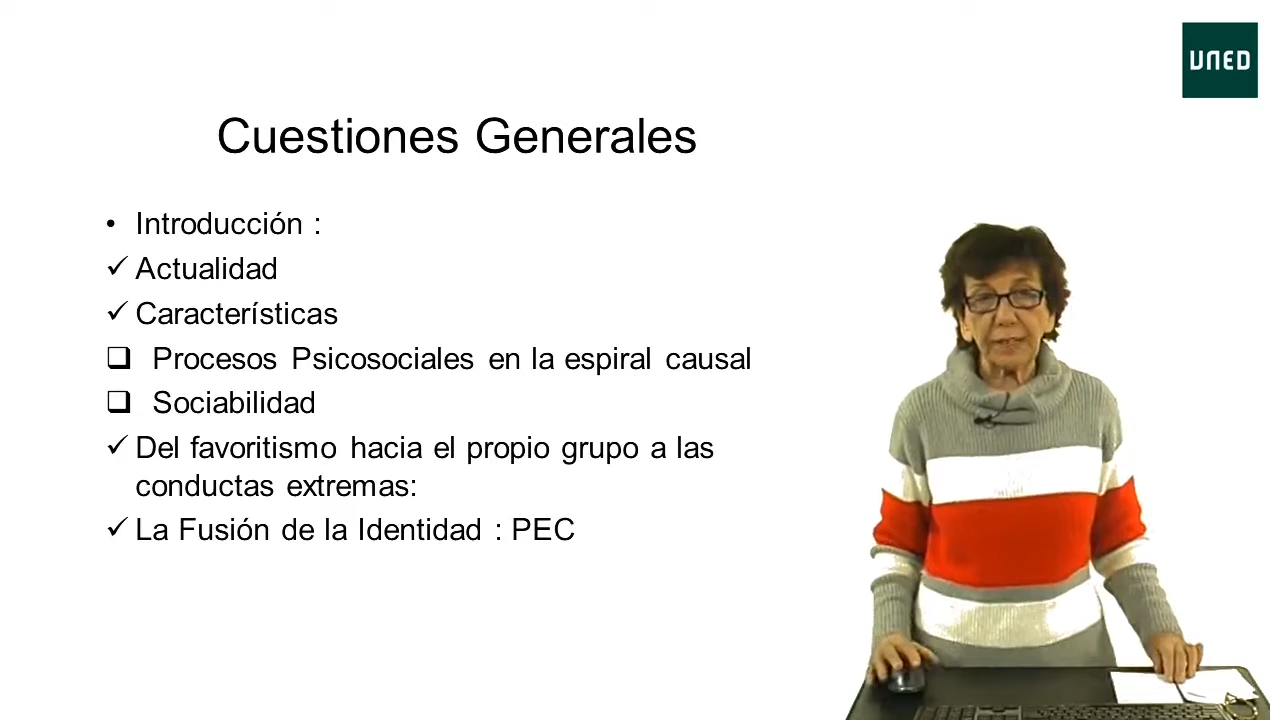 UNED
Cuestiones Generales
• Introducción :
✓ Actualidad
✓ Características
❑ Procesos Psicosociales en la espiral causal
❑ Sociabilidad
✓ Del favoritismo hacia el propio grupo a las
conductas extremas:
✓ La Fusión de la Identidad : PEC